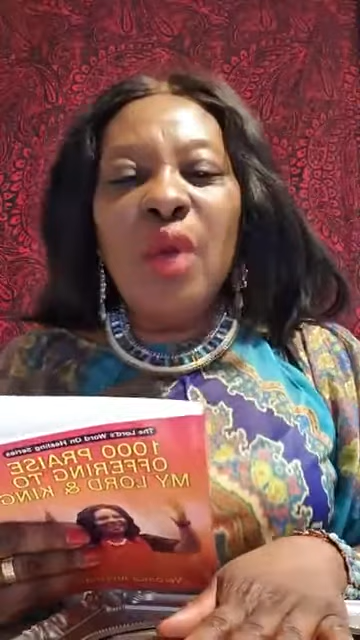 The Lord's Word On Healing Series
1000 PRAISE
OFFERING TO
MY LORD & KING